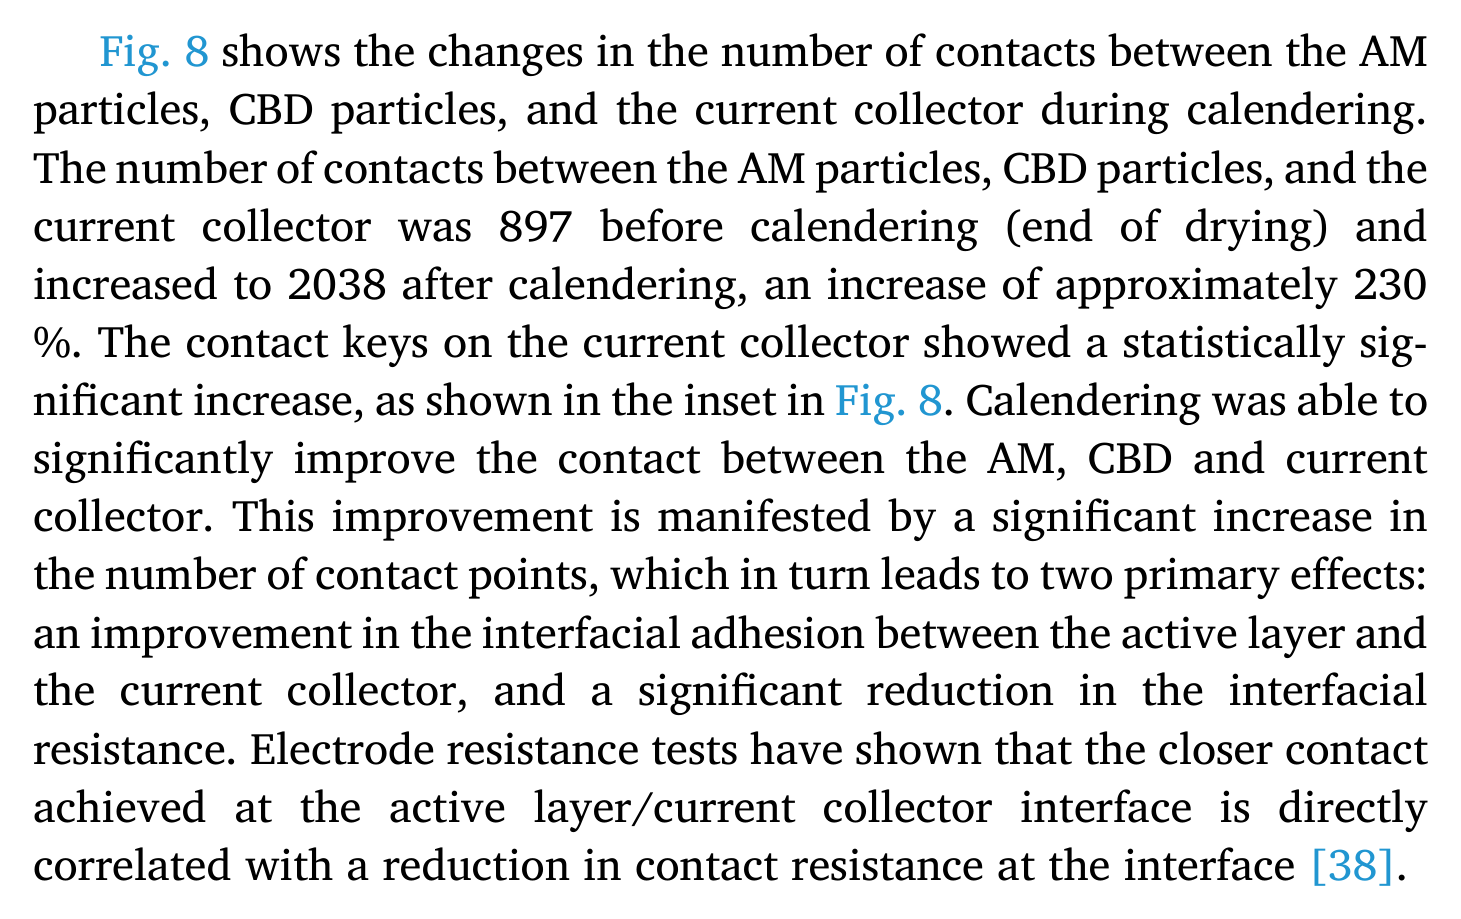 Fig. 8 shows the changes in the number of contacts between the AM
particles, CBD particles, and the current collector during calendering.
The number of contacts between the AM particles, CBD particles, and the
current collector was 897 before calendering (end of drying) and
increased to 2038 after calendering, an increase of approximately 230
%. The contact keys on the current collector showed a statistically sig-
nificant increase, as shown in the inset in Fig. 8. Calendering was able to
significantly improve the contact between the AM, CBD and current
collector. This improvement is manifested by a significant increase in
the number of contact points, which in turn leads to two primary effects:
an improvement in the interfacial adhesion between the active layer and
the current collector, and a significant reduction in the interfacial
resistance. Electrode resistance tests have shown that the closer contact
achieved at the active layer/current collector interface is directly
correlated with a reduction in contact resistance at the interface [38].